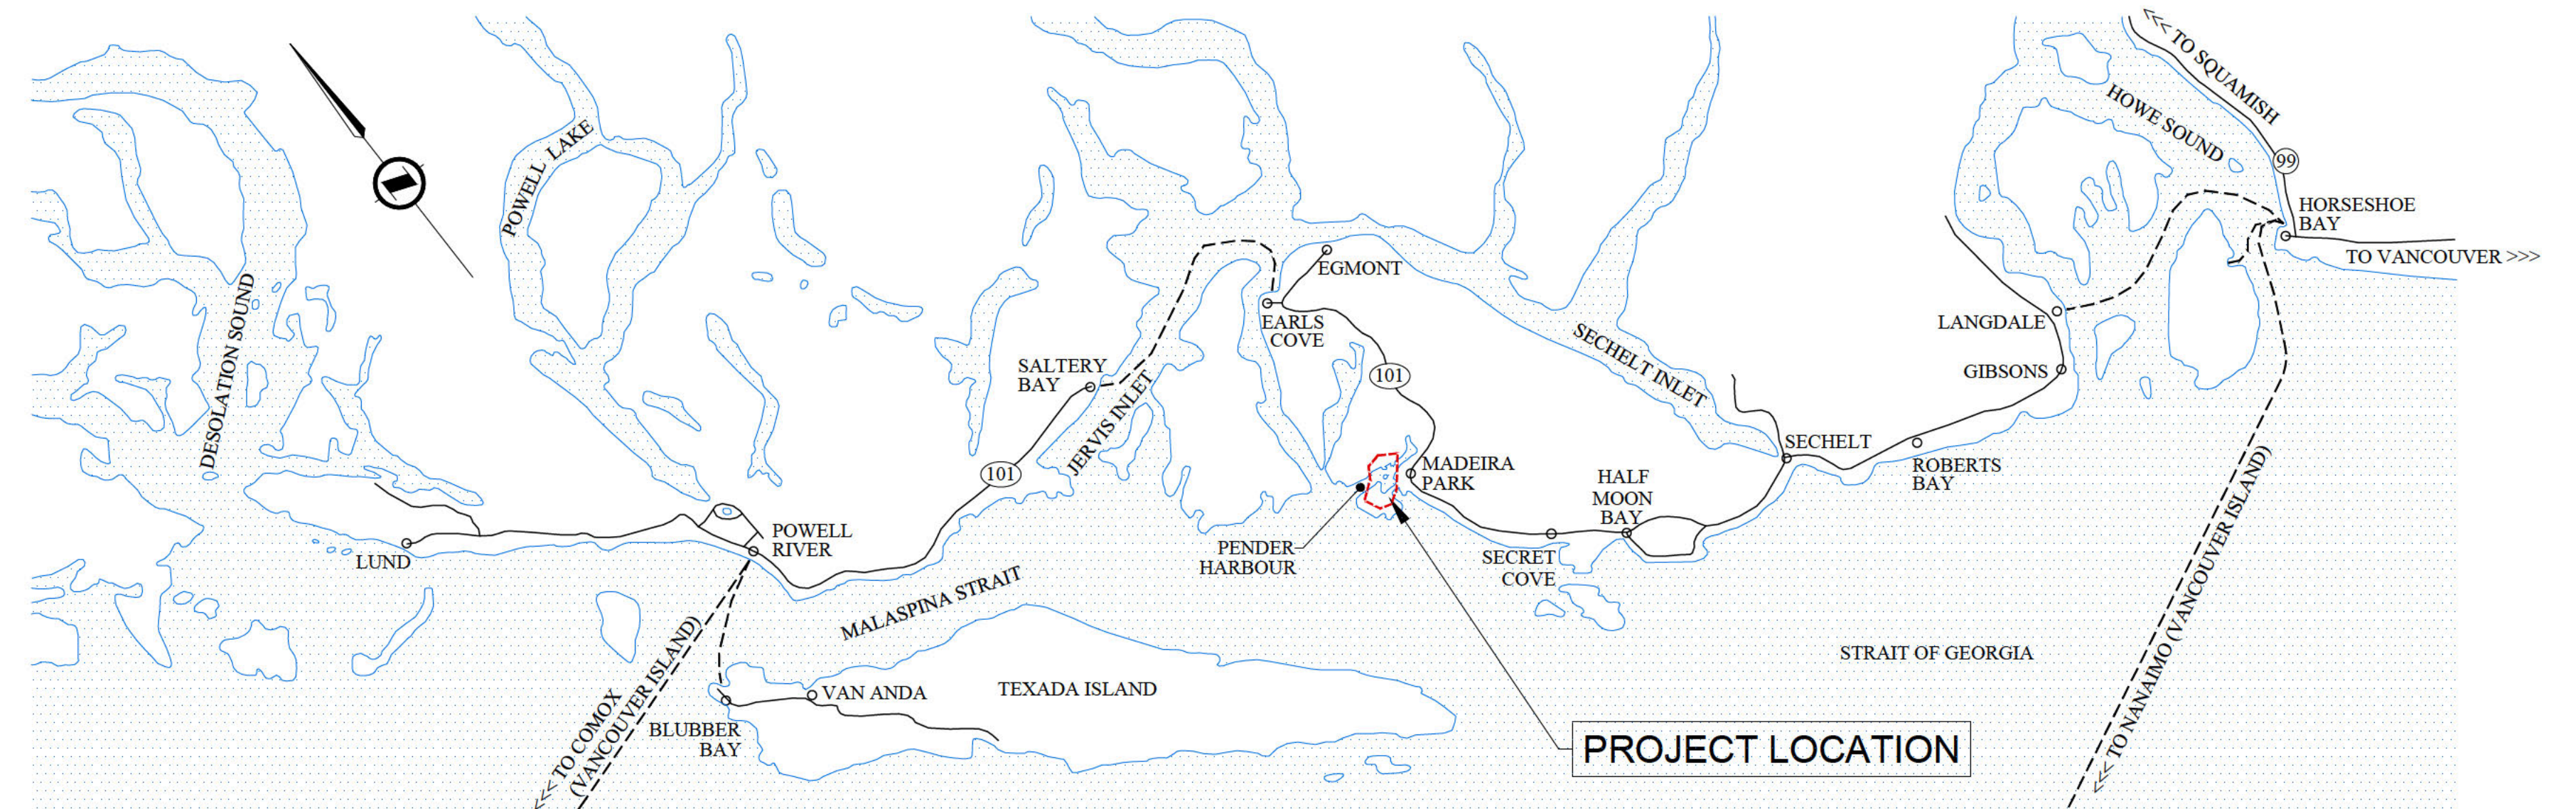 <<< TO SQUAMISH
HOWE SOUND
99
HORSESHOE
BAY
TO VANCOUVER >>>
POWELL LAKE
DESOLATION SOUND
EGMONT
EARLS
COVE
SALTERY
BAY
JERVIS INLET
101
101
SECHELT INLET
LANGDALE
GIBSONS
SECHELT
ROBERTS
BAY
MADEIRA
PARK
HALF
MOON
BAY
SECRET
COVE
PENDER
HARBOUR
POWELL
RIVER
LUND
MALASPINA STRAIT
STRAIT OF GEORGIA
TEXADA ISLAND
VAN ANDA
BLUBBER
BAY
<<< TO COMOX
(VANCOUVER ISLAND)
<<< TO NANAIMO (VANCOUVER ISLAND)
PROJECT LOCATION